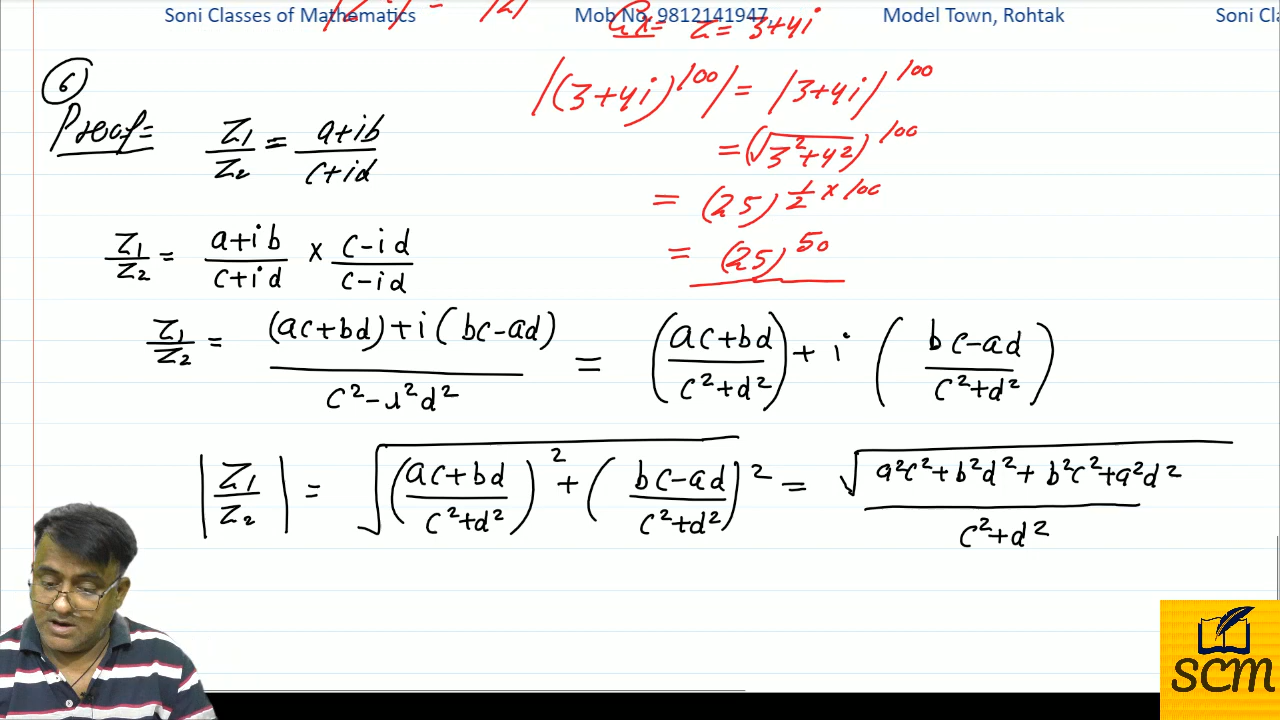 Soni Classes of Mathematics Mob No. 9812141947, Model Town, Rohtak Soni Cla
Ex= Z = 3+4i
⑥
Proof= Z₁/Z₂ = (a+ib)/(c+id)
|(3+4i)¹⁰⁰| = |3+4i|¹⁰⁰
= (√(3²+4²))¹⁰⁰
= (25)^(1/2 × 100)
= (25)⁵⁰
Z₁/Z₂ = (a+ib)/(c+id) × (c-id)/(c-id)
Z₁/Z₂ = ((ac+bd)+i(bc-ad))/(c²-i²d²) = ((ac+bd)/(c²+d²)) + i((bc-ad)/(c²+d²))
|Z₁/Z₂| = √(((ac+bd)/(c²+d²))² + ((bc-ad)/(c²+d²))²) = √(a²c²+b²d²+b²c²+a²d²)/(c²+d²)
SCM